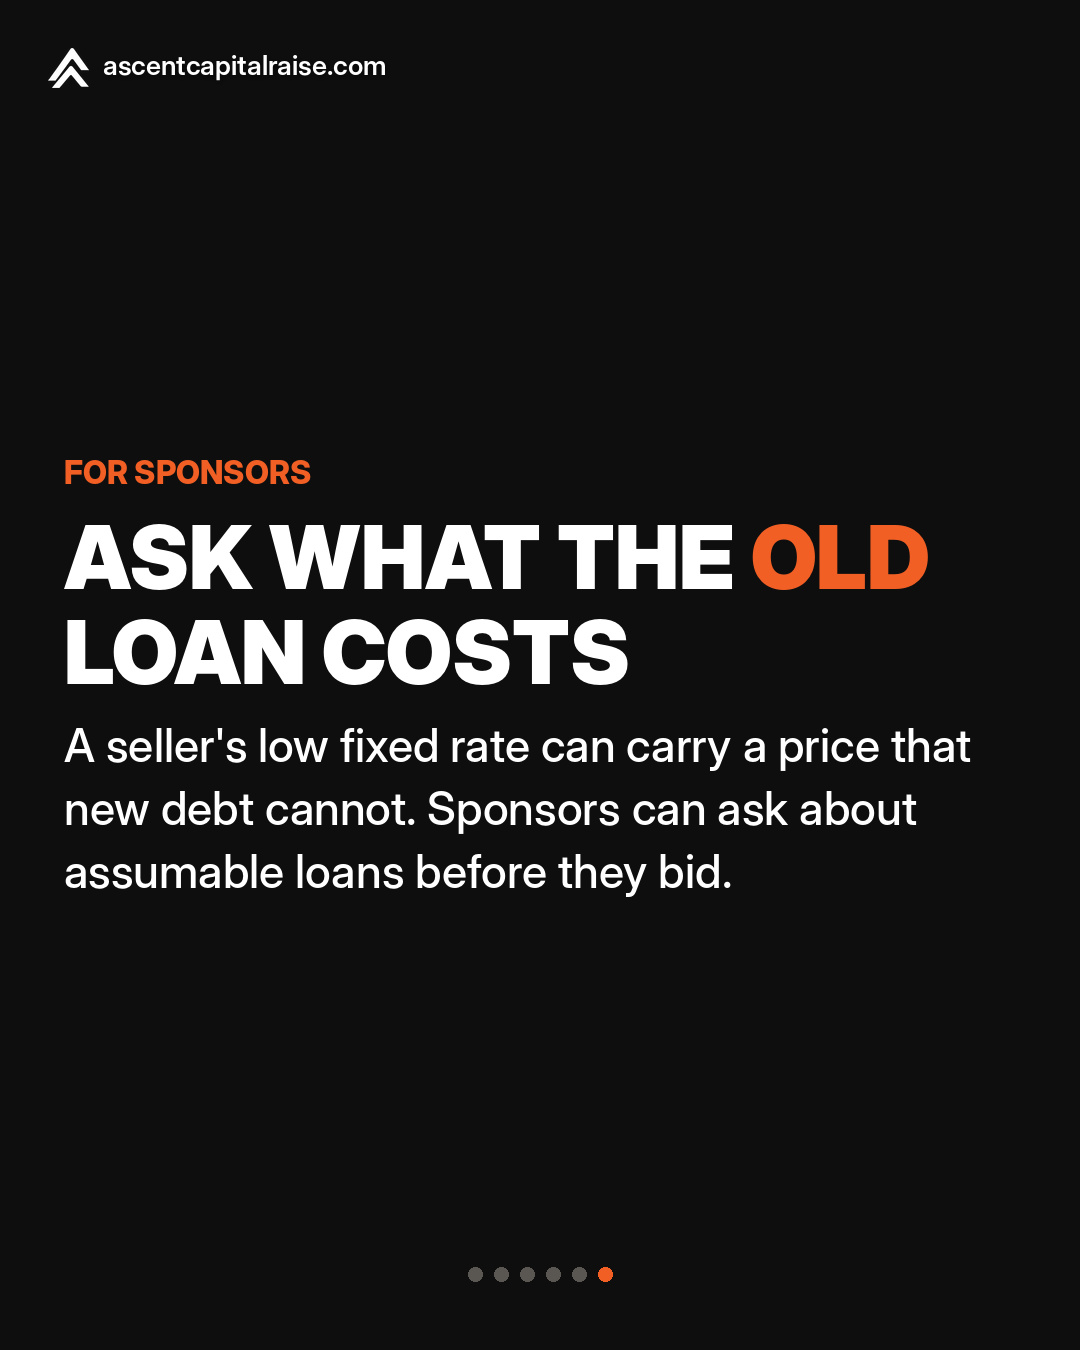 ascentcapitalraise.com
FOR SPONSORS
ASK WHAT THE OLD
LOAN COSTS
A seller's low fixed rate can carry a price that
new debt cannot. Sponsors can ask about
assumable loans before they bid.